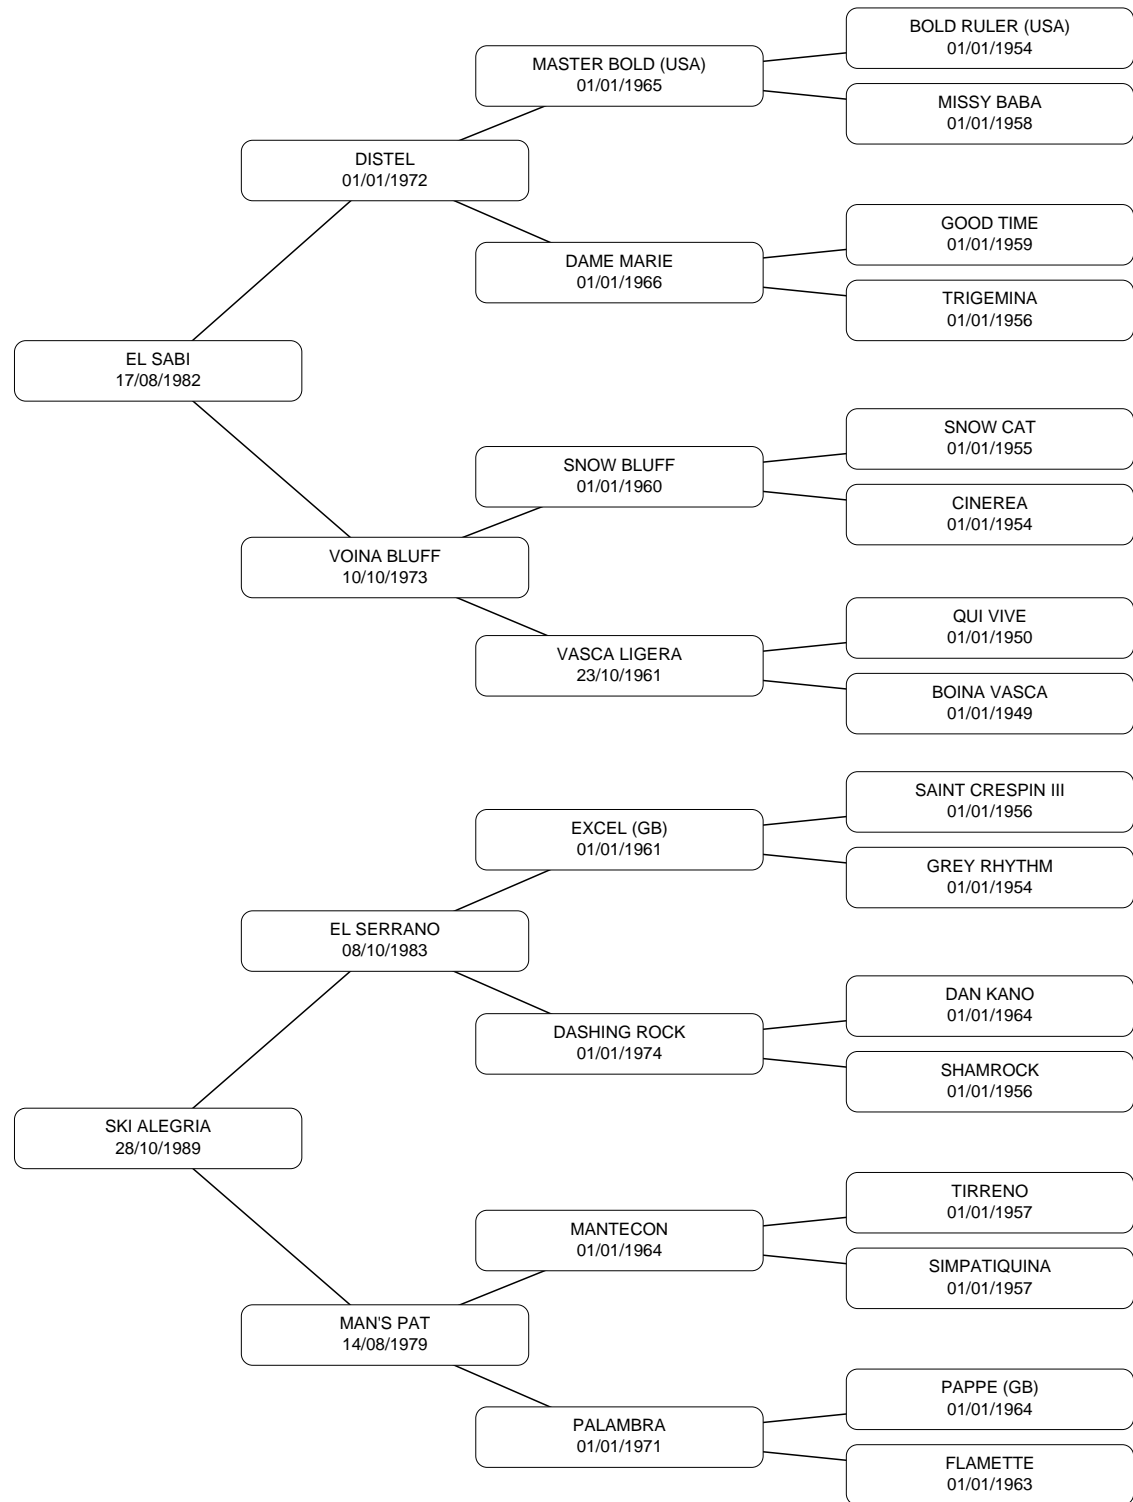 BOLD RULER (USA)
01/01/1954
MASTER BOLD (USA)
01/01/1965
MISSY BABA
01/01/1958
DISTEL
01/01/1972
GOOD TIME
01/01/1959
DAME MARIE
01/01/1966
TRIGEMINA
01/01/1956
EL SABI
17/08/1982
SNOW CAT
01/01/1955
SNOW BLUFF
01/01/1960
CINEREA
01/01/1954
VOINA BLUFF
10/10/1973
QUI VIVE
01/01/1950
VASCA LIGERA
23/10/1961
BOINA VASCA
01/01/1949
SAINT CRESPIN III
01/01/1956
EXCEL (GB)
01/01/1961
GREY RHYTHM
01/01/1954
EL SERRANO
08/10/1983
DAN KANO
01/01/1964
DASHING ROCK
01/01/1974
SHAMROCK
01/01/1956
SKI ALEGRIA
28/10/1989
TIRRENO
01/01/1957
MANTECON
01/01/1964
SIMPATIQUINA
01/01/1957
MAN'S PAT
14/08/1979
PAPPE (GB)
01/01/1964
PALAMBRA
01/01/1971
FLAMETTE
01/01/1963